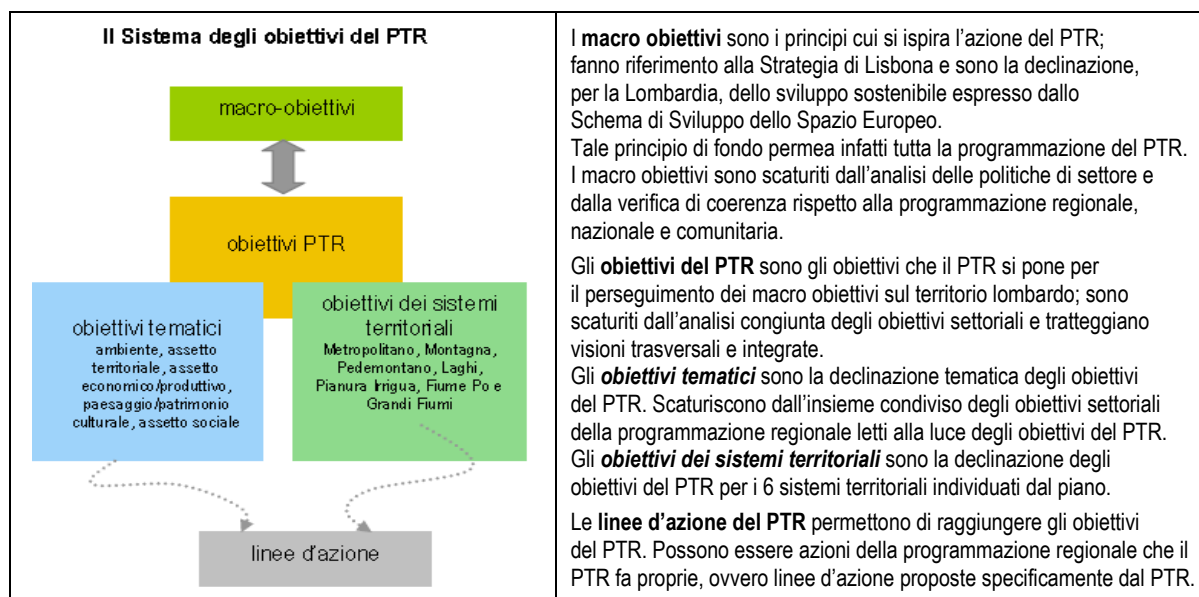 Il Sistema degli obiettivi del PTR
macro-obiettivi
obiettivi PTR
obiettivi tematici
ambiente, assetto
territoriale, assetto
economico/produttivo,
paesaggio/patrimonio
culturale, assetto sociale
obiettivi dei sistemi
territoriali
Metropolitano, Montagna,
Pedemontano, Laghi,
Pianura Irrigua, Fiume Po e
Grandi Fiumi
linee d'azione
I macro obiettivi sono i principi cui si ispira l'azione del PTR;
fanno riferimento alla Strategia di Lisbona e sono la declinazione,
per la Lombardia, dello sviluppo sostenibile espresso dallo
Schema di Sviluppo dello Spazio Europeo.
Tale principio di fondo permea infatti tutta la programmazione del PTR.
I macro obiettivi sono scaturiti dall'analisi delle politiche di settore e
dalla verifica di coerenza rispetto alla programmazione regionale,
nazionale e comunitaria.
Gli obiettivi del PTR sono gli obiettivi che il PTR si pone per
il perseguimento dei macro obiettivi sul territorio lombardo; sono
scaturiti dall'analisi congiunta degli obiettivi settoriali e tratteggiano
visioni trasversali e integrate.
Gli obiettivi tematici sono la declinazione tematica degli obiettivi
del PTR. Scaturiscono dall'insieme condiviso degli obiettivi settoriali
della programmazione regionale letti alla luce degli obiettivi del PTR.
Gli obiettivi dei sistemi territoriali sono la declinazione degli
obiettivi del PTR per i 6 sistemi territoriali individuati dal piano.
Le linee d'azione del PTR permettono di raggiungere gli obiettivi
del PTR. Possono essere azioni della programmazione regionale che il
PTR fa proprie, ovvero linee d'azione proposte specificamente dal PTR.